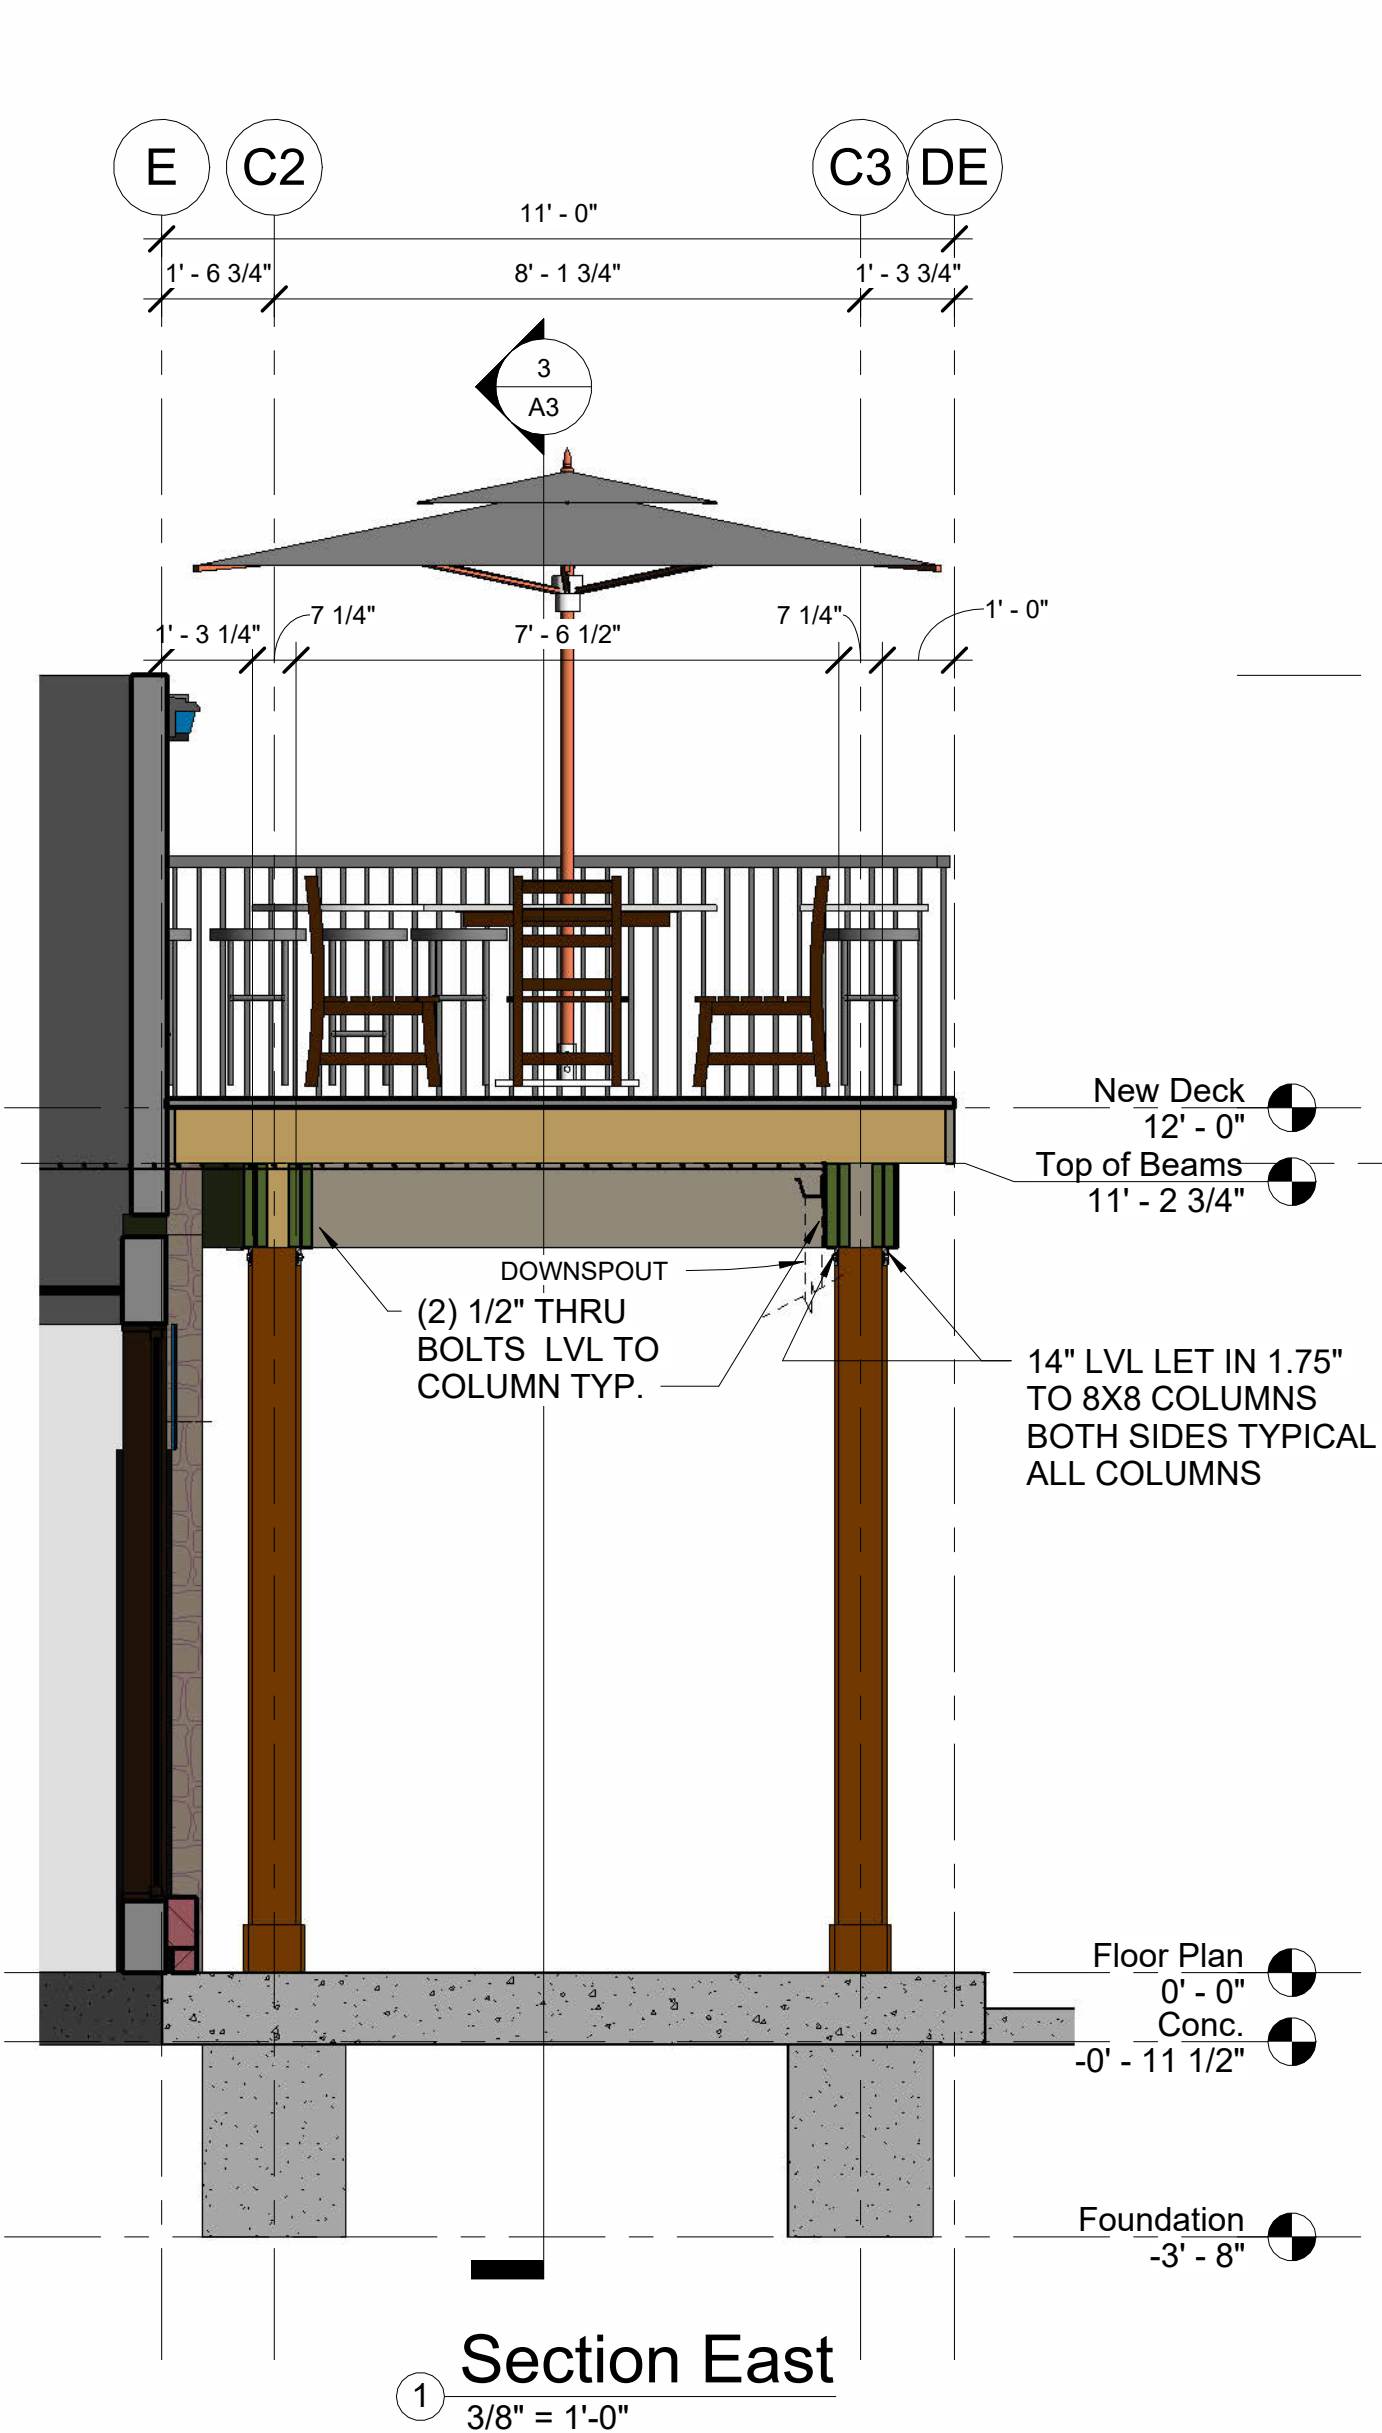 E C2 C3 DE
11' - 0"
1' - 6 3/4" 8' - 1 3/4" 1' - 3 3/4"
3
A3
1' - 3 1/4" 7 1/4" 7' - 6 1/2" 7 1/4" 1' - 0"
New Deck
12' - 0"
Top of Beams
11' - 2 3/4"
DOWNSPOUT
(2) 1/2" THRU
BOLTS LVL TO
COLUMN TYP.
14" LVL LET IN 1.75"
TO 8X8 COLUMNS
BOTH SIDES TYPICAL
ALL COLUMNS
Floor Plan
0' - 0"
Conc.
-0' - 11 1/2"
Foundation
-3' - 8"
Section East
1
3/8" = 1'-0"